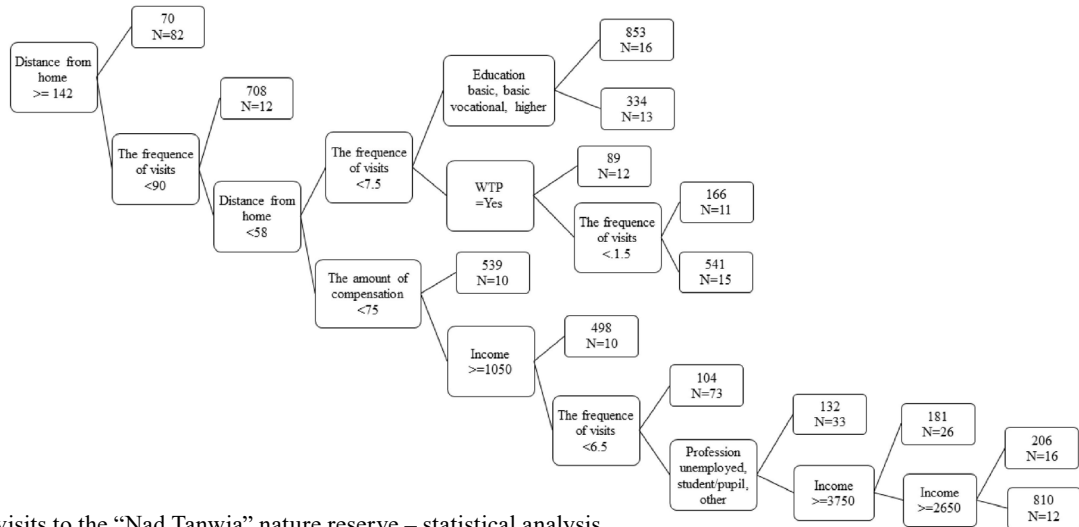 70
N=82
Distance from
home
>= 142
708
N=12
The frequence
of visits
<90
Distance from
home
<58
The frequence
of visits
<7.5
Education
basic, basic
vocational, higher
853
N=16
334
N=13
WTP
=Yes
89
N=12
The frequence
of visits
<.1.5
166
N=11
541
N=15
The amount of
compensation
<75
539
N=10
Income
>=1050
498
N=10
The frequence
of visits
<6.5
104
N=73
Profession
unemployed,
student/pupil,
other
132
N=33
Income
>=3750
181
N=26
Income
>=2650
206
N=16
810
N=12
visits to the “Nad Tanwią” nature reserve – statistical analysis